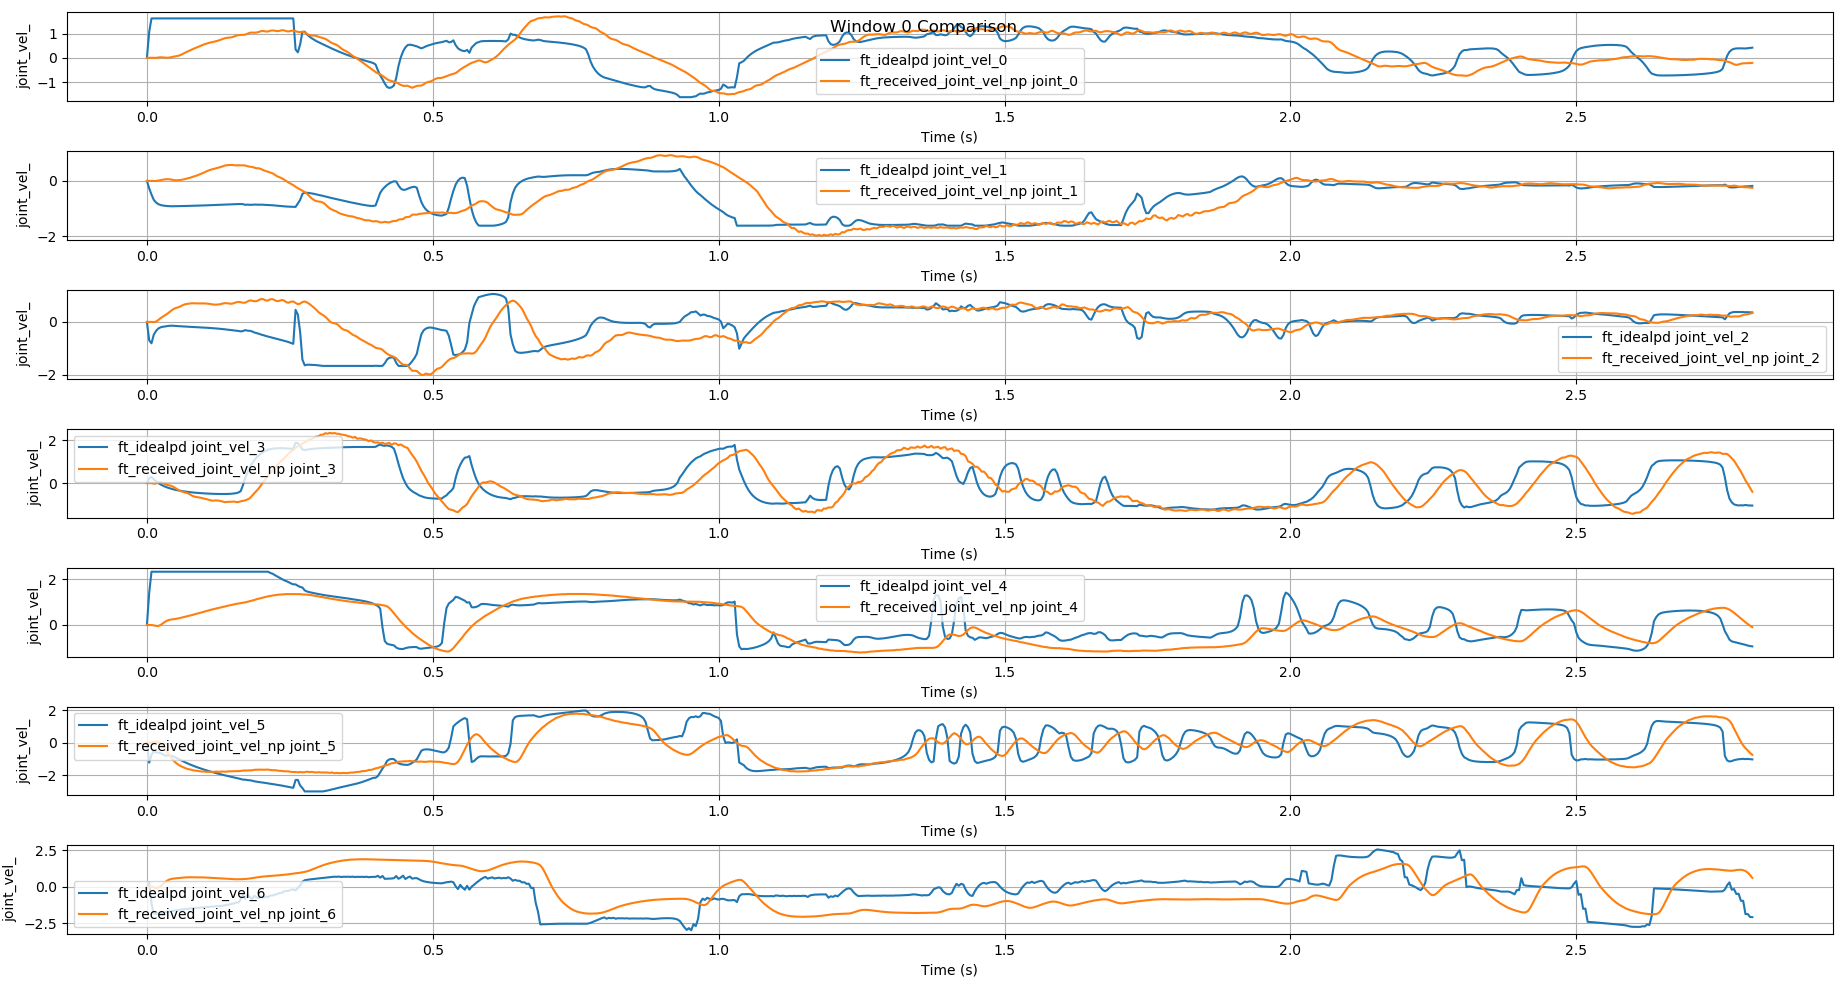 Window 0 Comparison
joint_vel_
1
0
−1
ft_idealpd joint_vel_0
ft_received_joint_vel_np joint_0
0.0 0.5 1.0 1.5 2.0 2.5
Time (s)
joint_vel_
0
−2
ft_idealpd joint_vel_1
ft_received_joint_vel_np joint_1
0.0 0.5 1.0 1.5 2.0 2.5
Time (s)
joint_vel_
0
−2
ft_idealpd joint_vel_2
ft_received_joint_vel_np joint_2
0.0 0.5 1.0 1.5 2.0 2.5
Time (s)
joint_vel_
2
0
ft_idealpd joint_vel_3
ft_received_joint_vel_np joint_3
0.0 0.5 1.0 1.5 2.0 2.5
Time (s)
joint_vel_
2
0
ft_idealpd joint_vel_4
ft_received_joint_vel_np joint_4
0.0 0.5 1.0 1.5 2.0 2.5
Time (s)
joint_vel_
2
0
−2
ft_idealpd joint_vel_5
ft_received_joint_vel_np joint_5
0.0 0.5 1.0 1.5 2.0 2.5
Time (s)
joint_vel_
2.5
0.0
−2.5
ft_idealpd joint_vel_6
ft_received_joint_vel_np joint_6
0.0 0.5 1.0 1.5 2.0 2.5
Time (s)